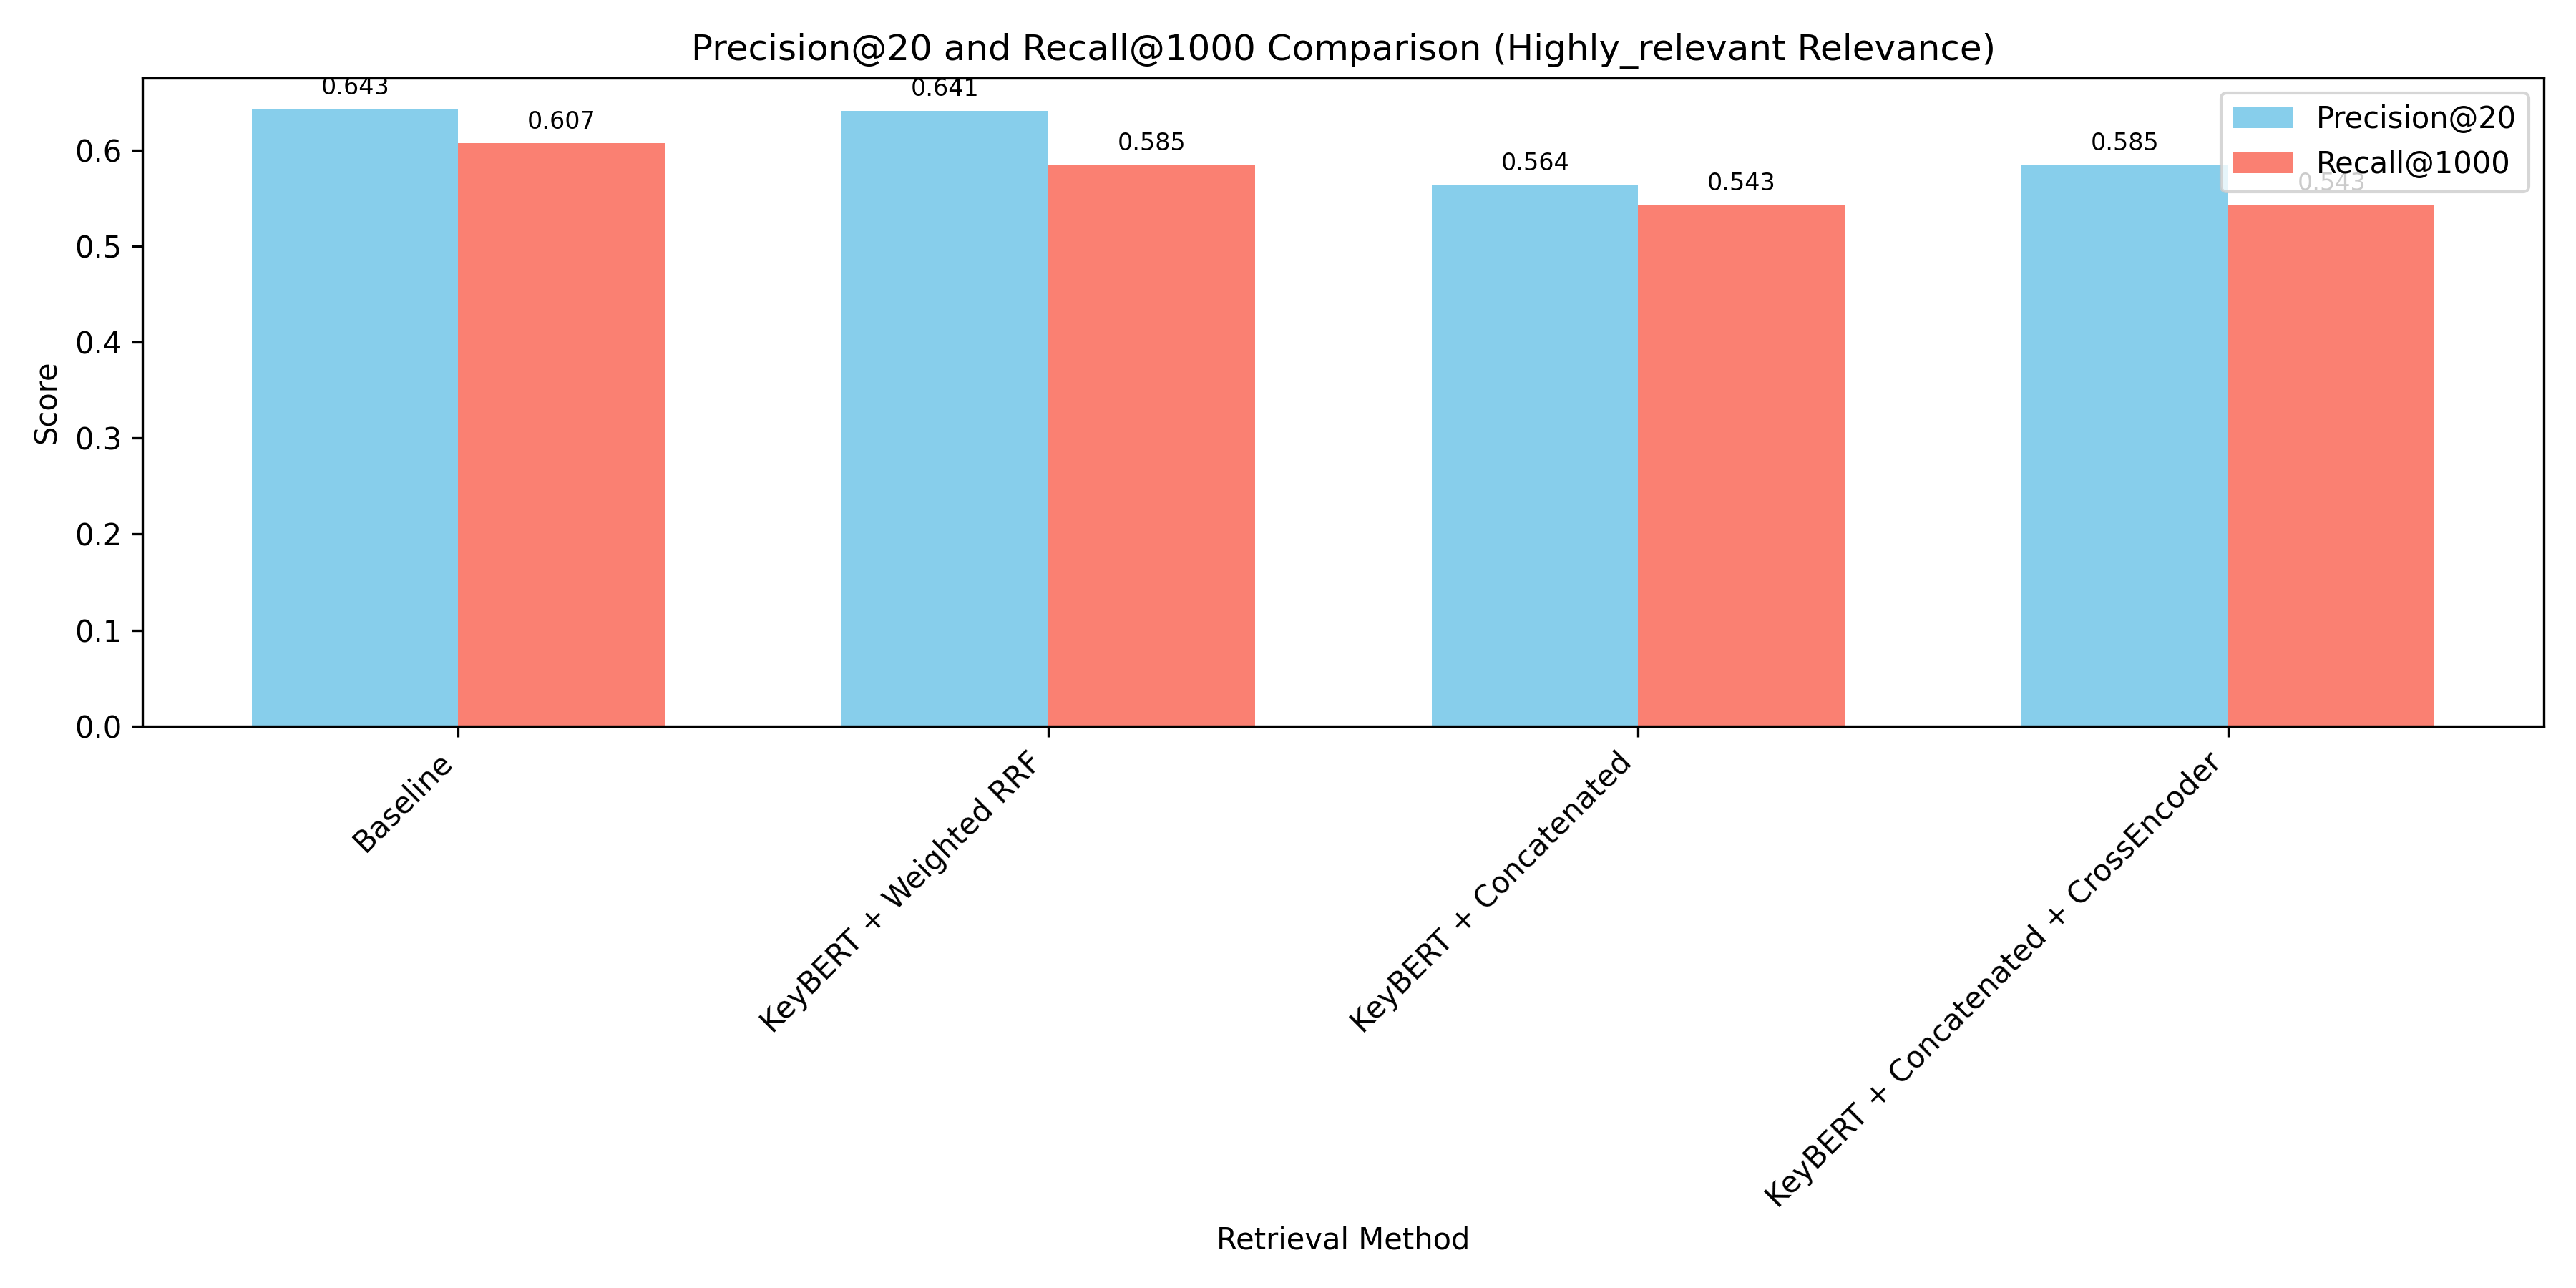 Precision@20 and Recall@1000 Comparison (Highly_relevant Relevance)
Score
0.6
0.5
0.4
0.3
0.2
0.1
0.0
0.643
0.607
0.641
0.585
0.564
0.543
0.585
0.543
Precision@20
Recall@1000
Baseline
KeyBERT + Weighted RRF
KeyBERT + Concatenated
KeyBERT + Concatenated + CrossEncoder
Retrieval Method